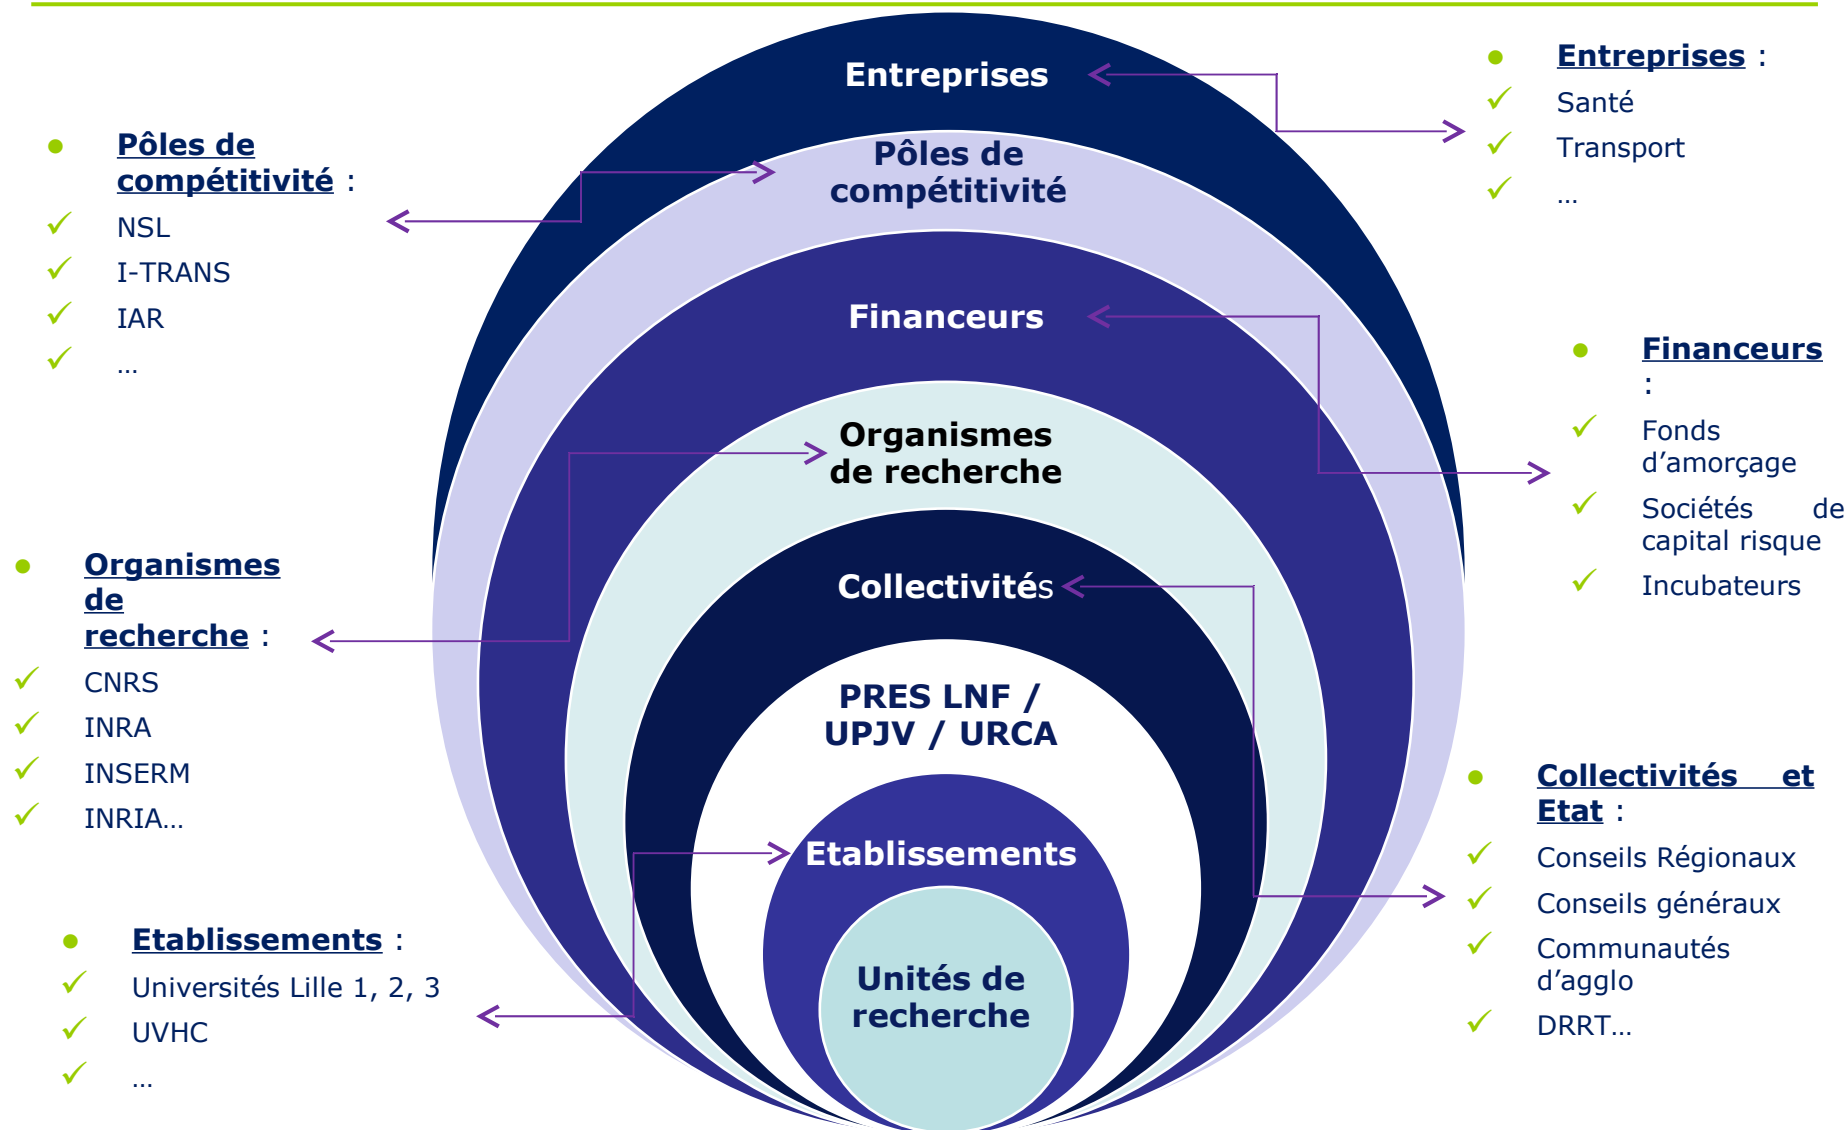 Entreprises
Pôles de
compétitivité
Financeurs
Organismes
de recherche
Collectivités
PRES LNF /
UPJV / URCA
Etablissements
Unités de
recherche
Pôles de
compétitivité :
NSL
I-TRANS
IAR
…
Organismes
de
recherche :
CNRS
INRA
INSERM
INRIA…
Etablissements :
Universités Lille 1, 2, 3
UVHC
…
Entreprises :
Santé
Transport
…
Financeurs
:
Fonds
d’amorçage
Sociétés de
capital risque
Incubateurs
Collectivités et
Etat :
Conseils Régionaux
Conseils généraux
Communautés
d’agglo
DRRT…